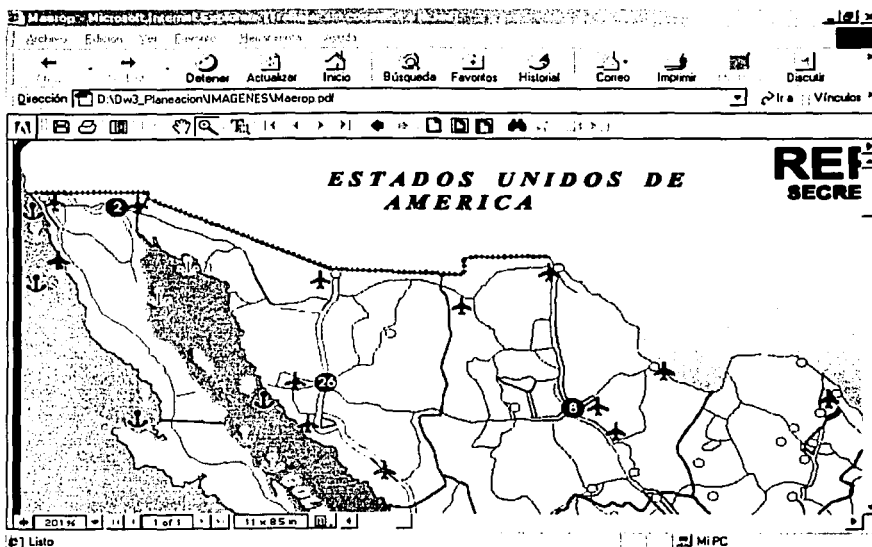 Maerop - Microsoft Internet Explorer
Archivo Edicion Ver Favoritos Herramienta Ayuda
Detener Actualizar Inicio Búsqueda Favoritos Historial Correo Imprimir Discutir
Dirección D:\Dw3_Planeacion\IMAGENES\Maerop.pdf Ir a Vínculos
ESTADOS UNIDOS DE
AMERICA
REP
SECRE
2
26
8
201% 1 of 1 11 x 8.5 in
Listo Mi PC